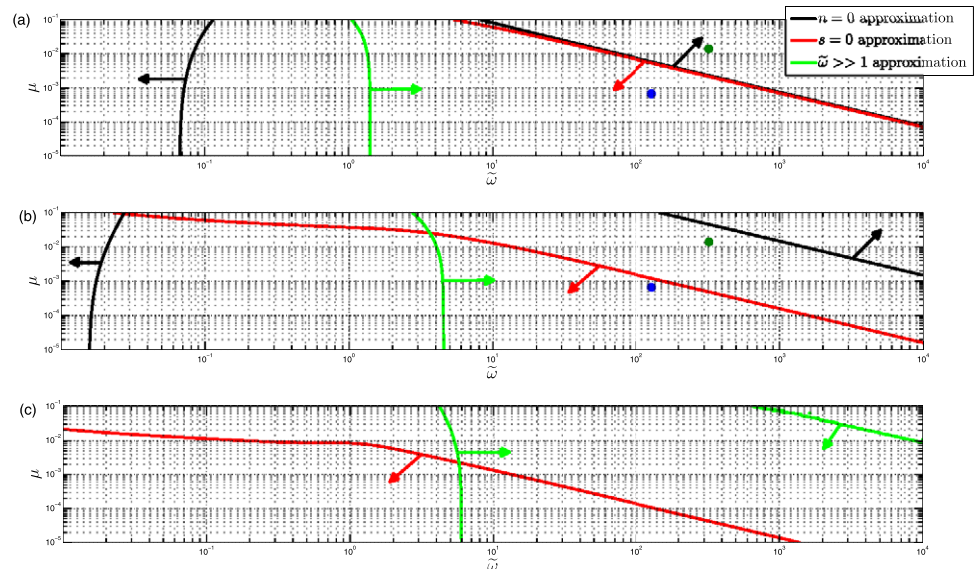 (a)
n = 0 approximation
s = 0 approximation
ω̃ >> 1 approximation
μ
10⁻¹
10⁻²
10⁻³
10⁻⁴
10⁻⁵
10⁻¹ 10⁰ 10¹ 10² 10³ 10⁴
ω̃
(b)
μ
10⁻¹
10⁻²
10⁻³
10⁻⁴
10⁻⁵
10⁻¹ 10⁰ 10¹ 10² 10³ 10⁴
ω̃
(c)
μ
10⁻¹
10⁻²
10⁻³
10⁻⁴
10⁻⁵
10⁻¹ 10⁰ 10¹ 10² 10³ 10⁴
ω̃